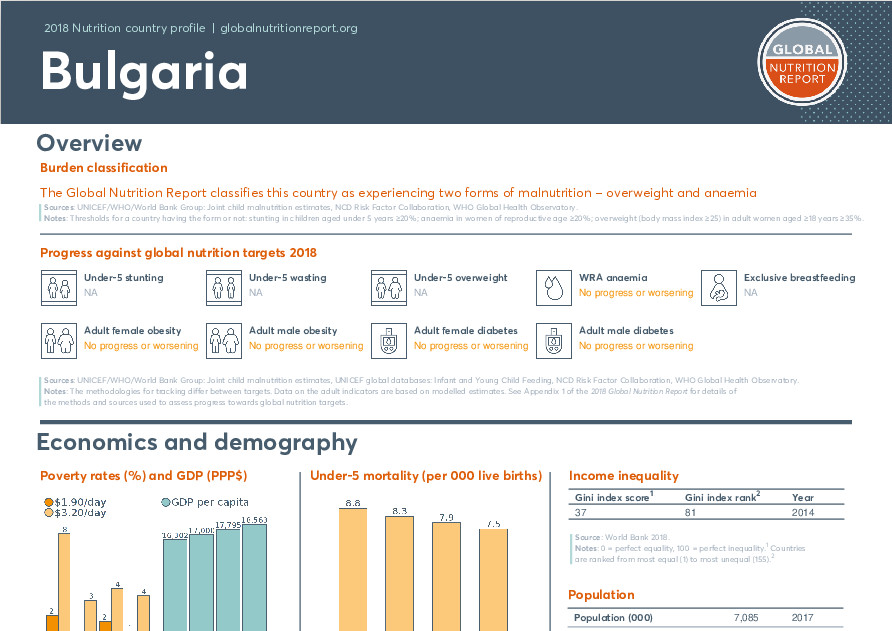 2018 Nutrition country profile | globalnutritionreport.org
Bulgaria
GLOBAL
NUTRITION
REPORT
Overview
Burden classification
The Global Nutrition Report classifies this country as experiencing two forms of malnutrition – overweight and anaemia
Sources: UNICEF/WHO/World Bank Group: Joint child malnutrition estimates, NCD Risk Factor Collaboration, WHO Global Health Observatory.
Notes: Thresholds for a country having the form or not: stunting in children aged under 5 years ≥20%; anaemia in women of reproductive age ≥20%; overweight (body mass index ≥25) in adult women aged ≥18 years ≥35%.
Progress against global nutrition targets 2018
Under-5 stunting
NA
Under-5 wasting
NA
Under-5 overweight
NA
WRA anaemia
No progress or worsening
Exclusive breastfeeding
NA
Adult female obesity
No progress or worsening
Adult male obesity
No progress or worsening
Adult female diabetes
No progress or worsening
Adult male diabetes
No progress or worsening
Sources: UNICEF/WHO/World Bank Group: Joint child malnutrition estimates, UNICEF global databases: Infant and Young Child Feeding, NCD Risk Factor Collaboration, WHO Global Health Observatory.
Notes: The methodologies for tracking differ between targets. Data on the adult indicators are based on modelled estimates. See Appendix 1 of the 2018 Global Nutrition Report for details of
the methods and sources used to assess progress towards global nutrition targets.
Economics and demography
Poverty rates (%) and GDP (PPP$)
$1.90/day
GDP per capita
$3.20/day
2
8
3
2
4
4
16,302
17,000
17,795
18,563
Under-5 mortality (per 000 live births)
8.8
8.3
7.9
7.5
Income inequality
Gini index score¹ Gini index rank² Year
37 81 2014
Source: World Bank 2018.
Notes: 0 = perfect equality, 100 = perfect inequality.¹ Countries
are ranked from most equal (1) to most unequal (155).²
Population
Population (000) 7,085 2017